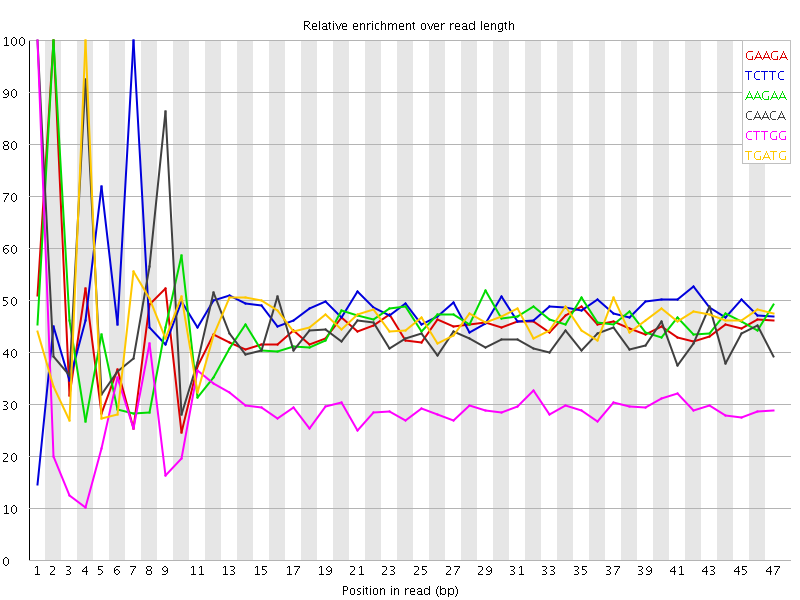 Relative enrichment over read length
100
90
80
70
60
50
40
30
20
10
0
GAAGA
TCTTC
AAGAA
CAACA
CTTGG
TGATG
1 2 3 4 5 6 7 8 9 11 13 15 17 19 21 23 25 27 29 31 33 35 37 39 41 43 45 47
Position in read (bp)